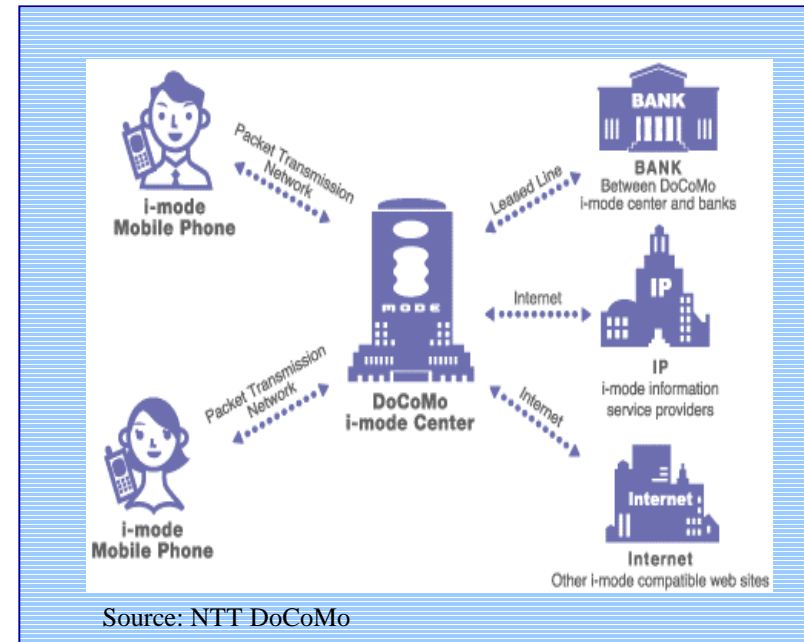 Packet Transmission
Network
i-mode
Mobile Phone
Packet Transmission
Network
i-mode
Mobile Phone
MODE
DoCoMo
i-mode Center
Leased Line
BANK
BANK
Between DoCoMo
i-mode center and banks
Internet
IP
IP
i-mode information
service providers
Internet
Internet
Internet
Other i-mode compatible web sites
Source: NTT DoCoMo